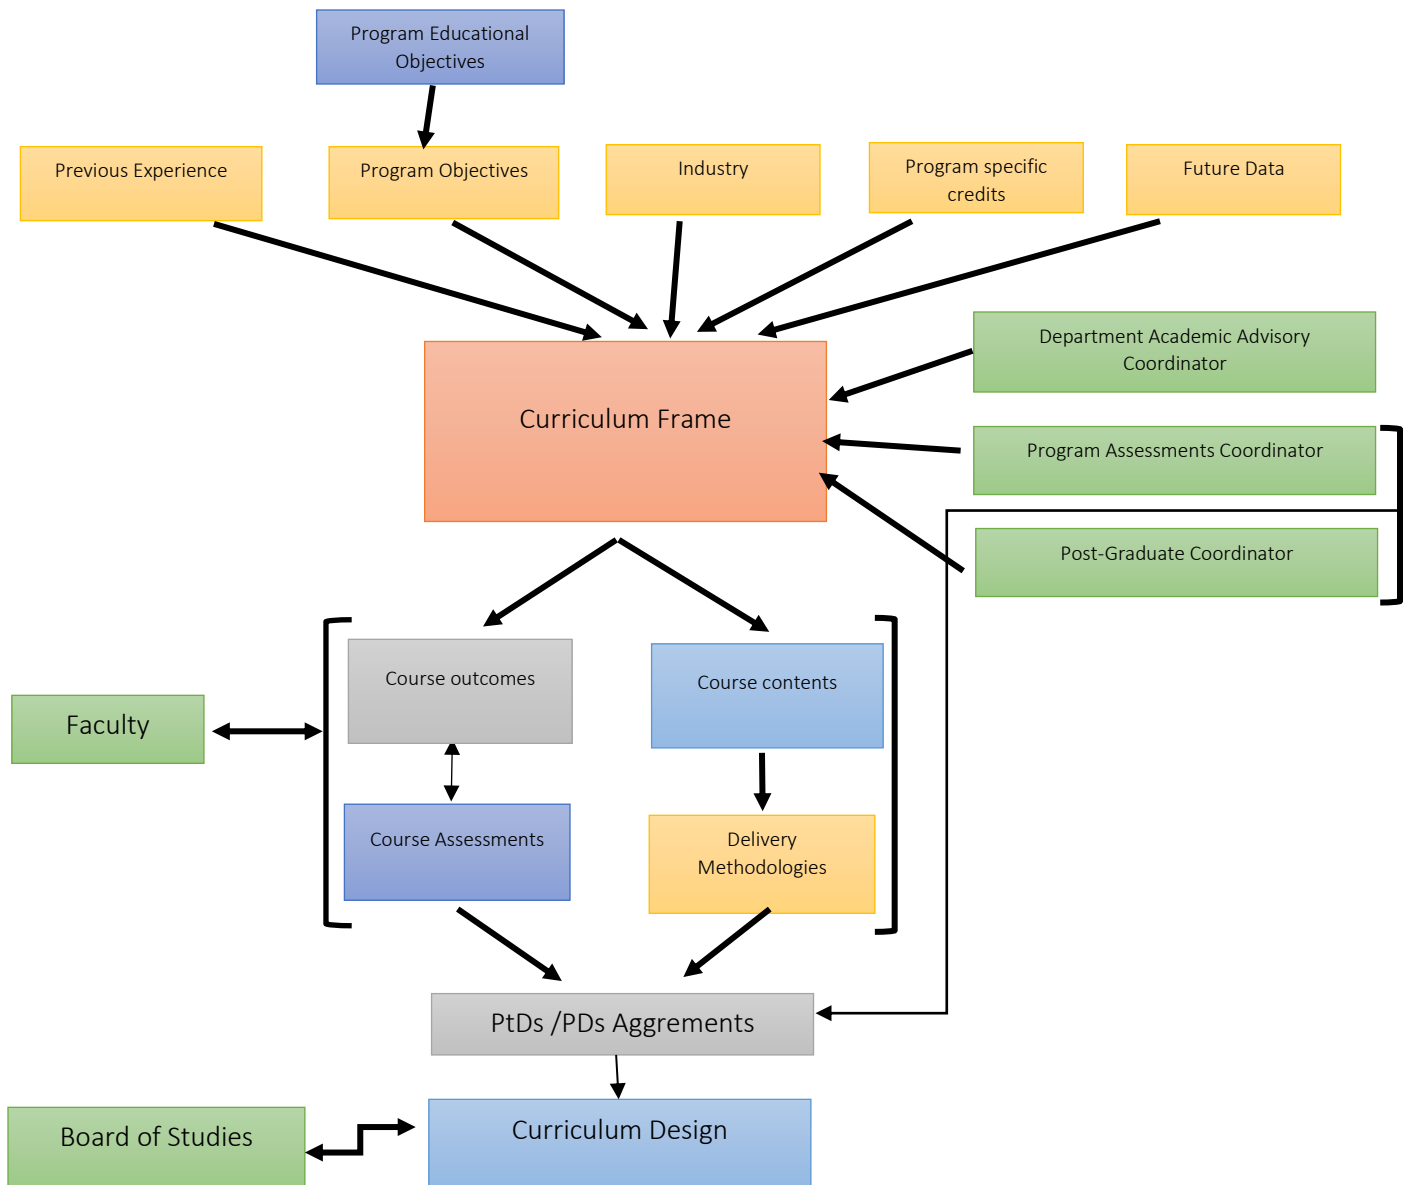 Program Educational
Objectives
Previous Experience
Program Objectives
Industry
Program specific
credits
Future Data
Department Academic Advisory
Coordinator
Curriculum Frame
Program Assessments Coordinator
Post-Graduate Coordinator
Course outcomes
Course contents
Faculty
Course Assessments
Delivery
Methodologies
PtDs /PDs Aggrements
Board of Studies
Curriculum Design